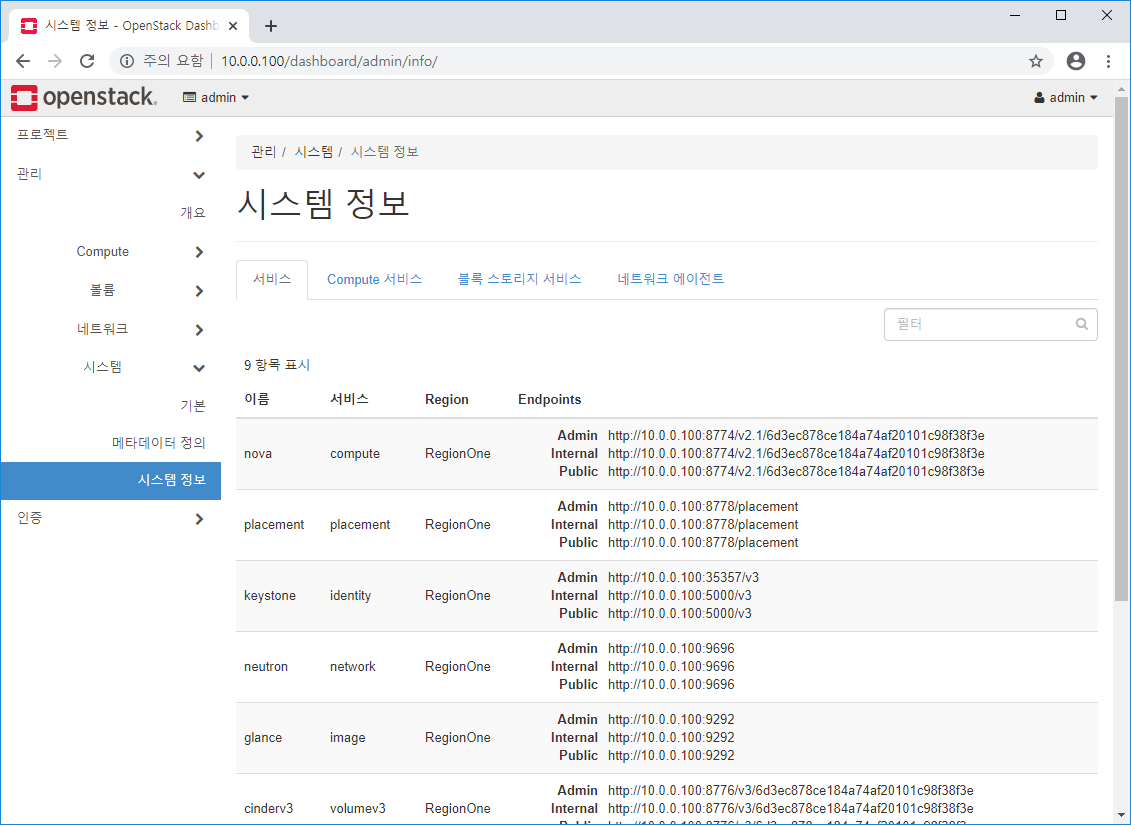 시스템 정보 - OpenStack Dashb
주의 요함 10.0.0.100/dashboard/admin/info/
openstack. admin admin
프로젝트
관리
개요
Compute
볼륨
네트워크
시스템
기본
메타데이터 정의
시스템 정보
인증
관리 / 시스템 / 시스템 정보
시스템 정보
서비스 Compute 서비스 블록 스토리지 서비스 네트워크 에이전트
필터
9 항목 표시
이름 서비스 Region Endpoints
nova compute RegionOne
Admin http://10.0.0.100:8774/v2.1/6d3ec878ce184a74af20101c98f38f3e
Internal http://10.0.0.100:8774/v2.1/6d3ec878ce184a74af20101c98f38f3e
Public http://10.0.0.100:8774/v2.1/6d3ec878ce184a74af20101c98f38f3e
placement placement RegionOne
Admin http://10.0.0.100:8778/placement
Internal http://10.0.0.100:8778/placement
Public http://10.0.0.100:8778/placement
keystone identity RegionOne
Admin http://10.0.0.100:35357/v3
Internal http://10.0.0.100:5000/v3
Public http://10.0.0.100:5000/v3
neutron network RegionOne
Admin http://10.0.0.100:9696
Internal http://10.0.0.100:9696
Public http://10.0.0.100:9696
glance image RegionOne
Admin http://10.0.0.100:9292
Internal http://10.0.0.100:9292
Public http://10.0.0.100:9292
cinderv3 volumev3 RegionOne
Admin http://10.0.0.100:8776/v3/6d3ec878ce184a74af20101c98f38f3e
Internal http://10.0.0.100:8776/v3/6d3ec878ce184a74af20101c98f38f3e